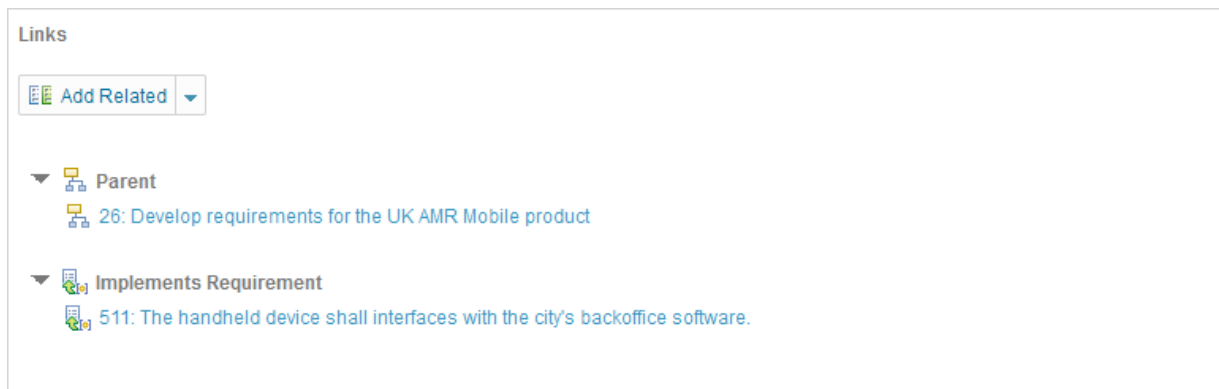 Links
Add Related
Parent
26: Develop requirements for the UK AMR Mobile product
Implements Requirement
511: The handheld device shall interfaces with the city's backoffice software.